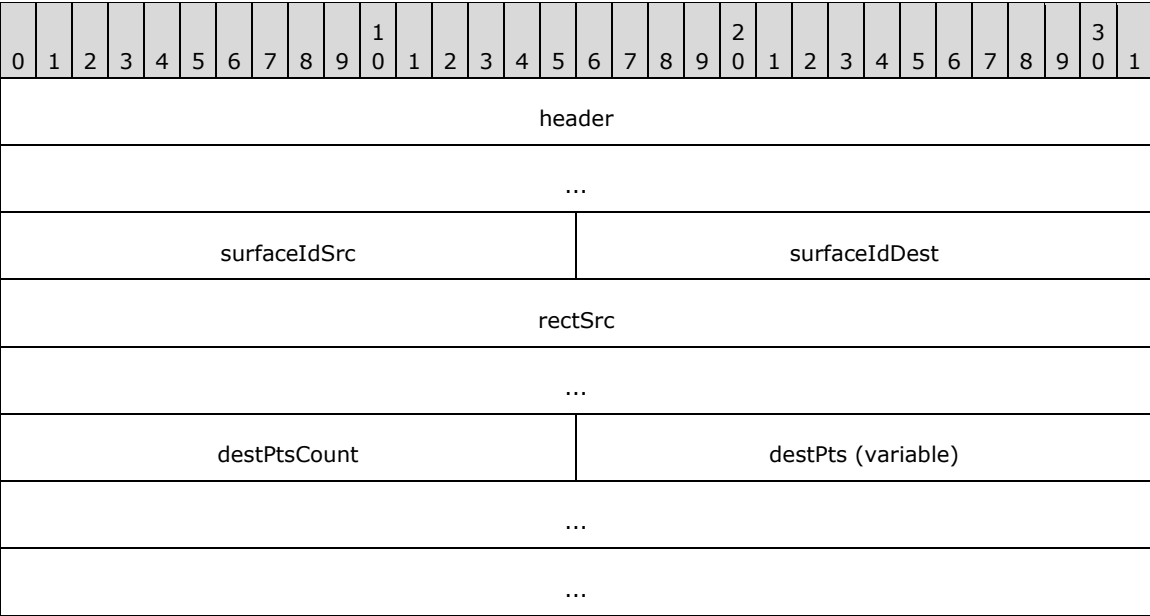 1 2 3
0 1 2 3 4 5 6 7 8 9 0 1 2 3 4 5 6 7 8 9 0 1 2 3 4 5 6 7 8 9 0 1
header
...
surfaceIdSrc surfaceIdDest
rectSrc
...
destPtsCount destPts (variable)
...
...